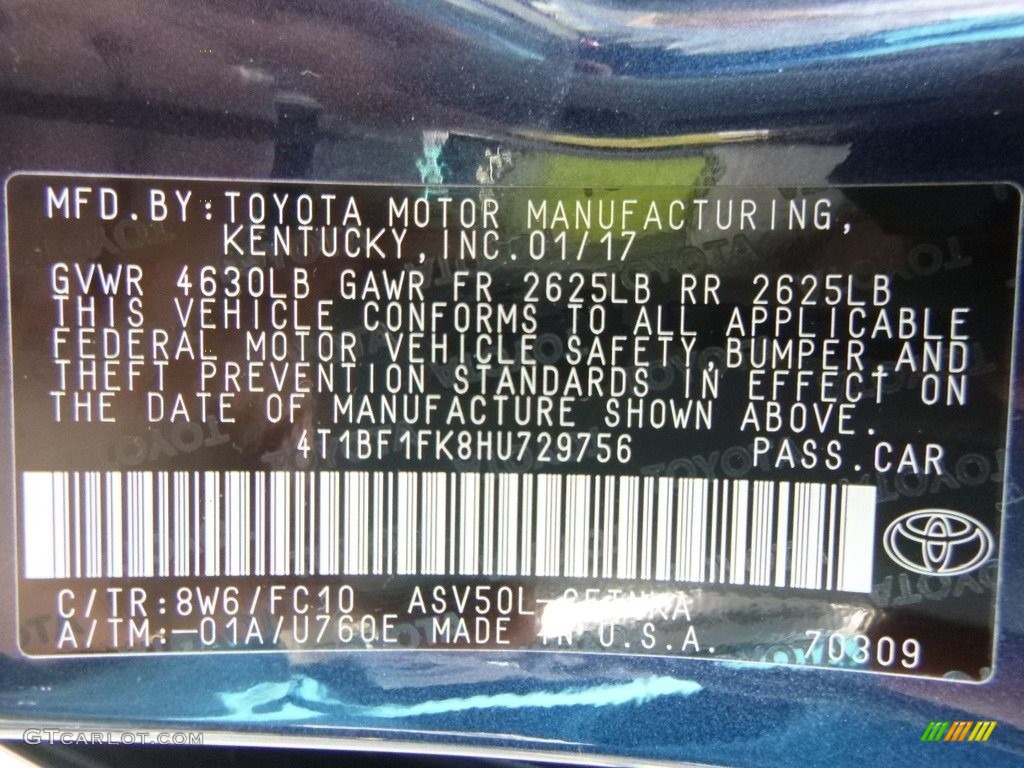 MFD.BY:TOYOTA MOTOR MANUFACTURING,
KENTUCKY, INC. 01/17
GVWR 4630LB GAWR FR 2625LB RR 2625LB
THIS VEHICLE CONFORMS TO ALL APPLICABLE
FEDERAL MOTOR VEHICLE SAFETY, BUMPER, AND
THEFT PREVENTION STANDARDS IN EFFECT ON
THE DATE OF MANUFACTURE SHOWN ABOVE.
4T1BF1FK8HU729756 PASS.CAR
C/TR:8W6/FC10
A/TM:-01A/U760E MADE IN U.S.A. 70309
GTCARLOT.COM